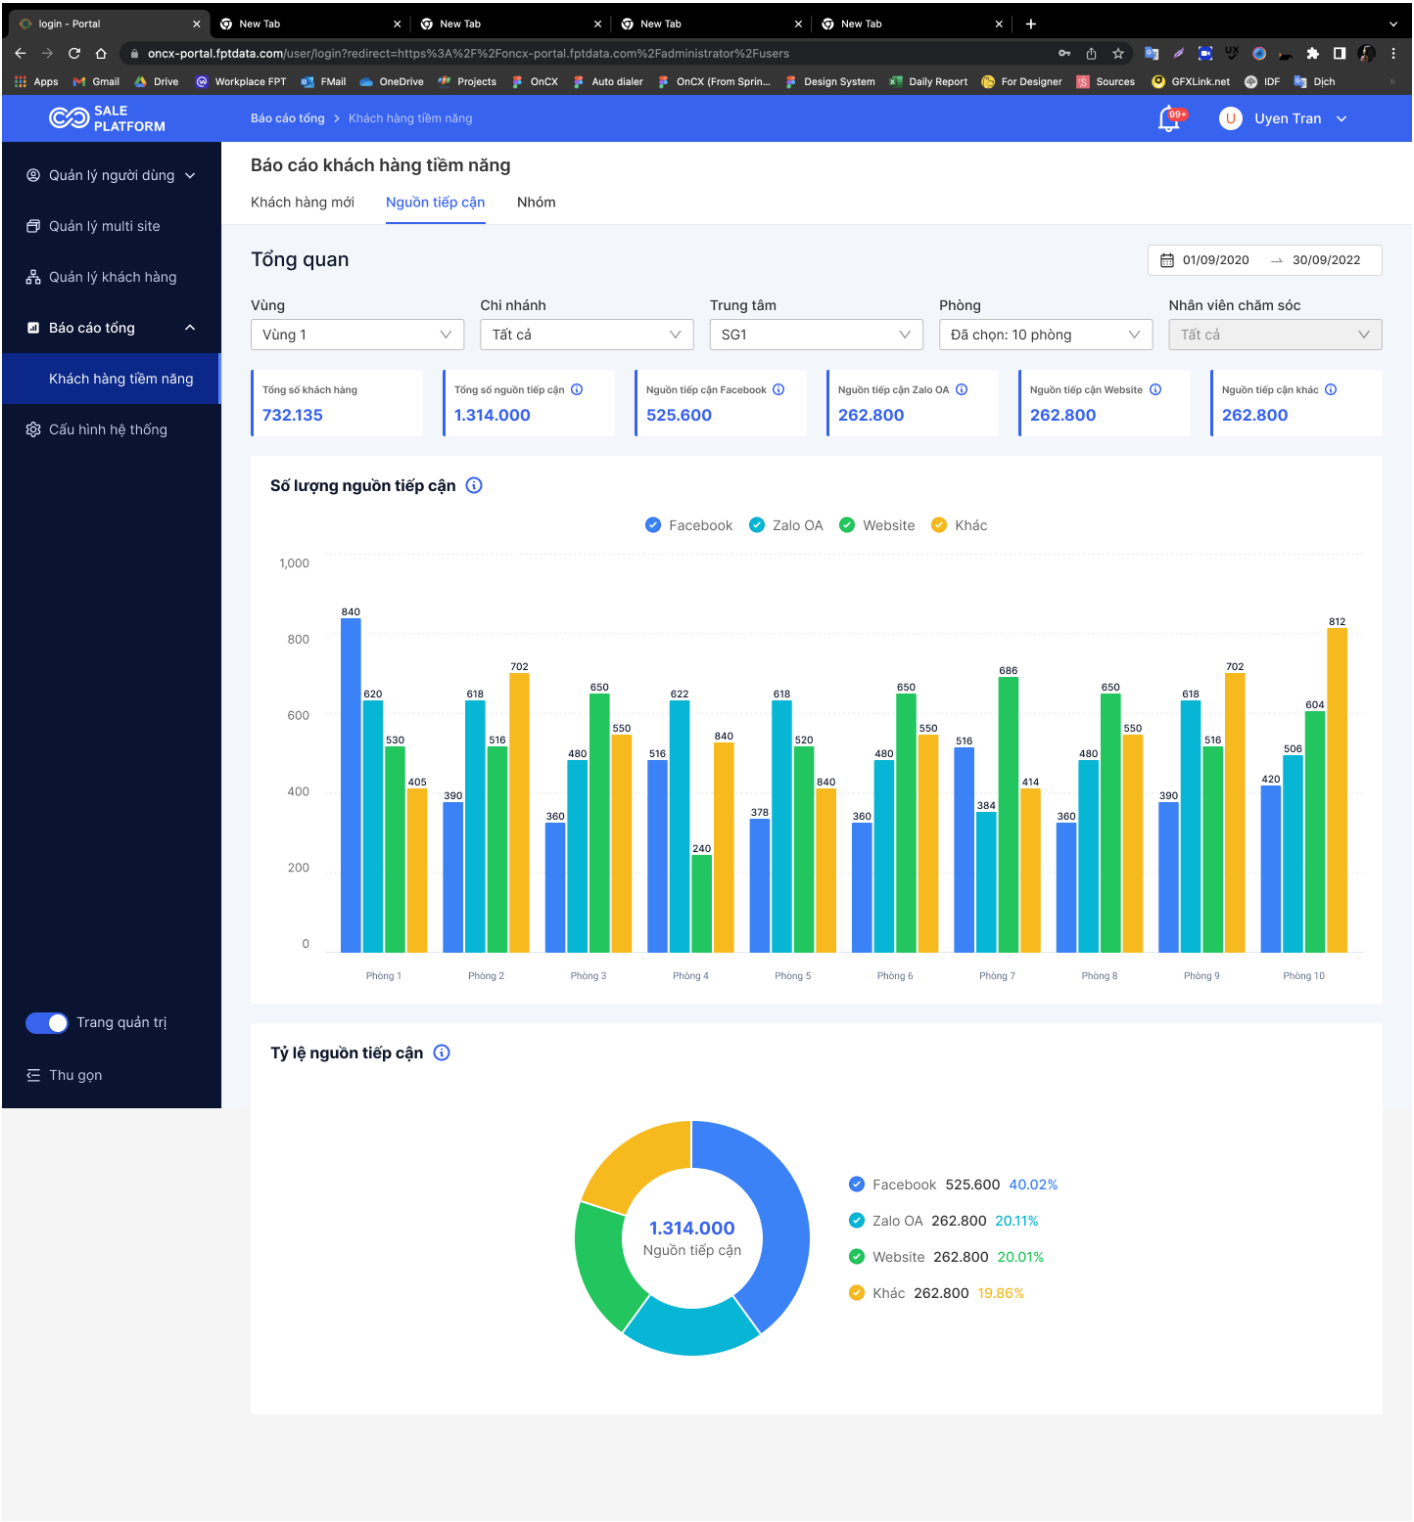 login - Portal
New Tab
New Tab
New Tab
New Tab
oncx-portal.fptdata.com/user/login?redirect=https%3A%2F%2Foncx-portal.fptdata.com%2Fadministrator%2Fusers
Apps Gmail Drive Workplace FPT FMail OneDrive Projects OnCX Auto dialer OnCX (From Sprin... Design System Daily Report For Designer Sources GFXLink.net IDF Dịch
SALE
PLATFORM
Báo cáo tổng > Khách hàng tiềm năng
99+
U Uyen Tran
Quản lý người dùng
Quản lý multi site
Quản lý khách hàng
Báo cáo tổng
Khách hàng tiềm năng
Cấu hình hệ thống
Trang quản trị
Thu gọn
Báo cáo khách hàng tiềm năng
Khách hàng mới Nguồn tiếp cận Nhóm
Tổng quan
01/09/2020 → 30/09/2022
Vùng Chi nhánh Trung tâm Phòng Nhân viên chăm sóc
Vùng 1 Tất cả SG1 Đã chọn: 10 phòng Tất cả
Tổng số khách hàng
732.135
Tổng số nguồn tiếp cận
1.314.000
Nguồn tiếp cận Facebook
525.600
Nguồn tiếp cận Zalo OA
262.800
Nguồn tiếp cận Website
262.800
Nguồn tiếp cận khác
262.800
Số lượng nguồn tiếp cận
Facebook Zalo OA Website Khác
1,000
800
600
400
200
0
840 620 530 405
390 618 516 702
360 480 650 550
516 622 240 840
378 618 520 840
360 480 650 550
516 384 686 414
360 480 650 550
390 618 516 702
420 506 604 812
Phòng 1 Phòng 2 Phòng 3 Phòng 4 Phòng 5 Phòng 6 Phòng 7 Phòng 8 Phòng 9 Phòng 10
Tỷ lệ nguồn tiếp cận
1.314.000
Nguồn tiếp cận
Facebook 525.600 40.02%
Zalo OA 262.800 20.11%
Website 262.800 20.01%
Khác 262.800 19.86%